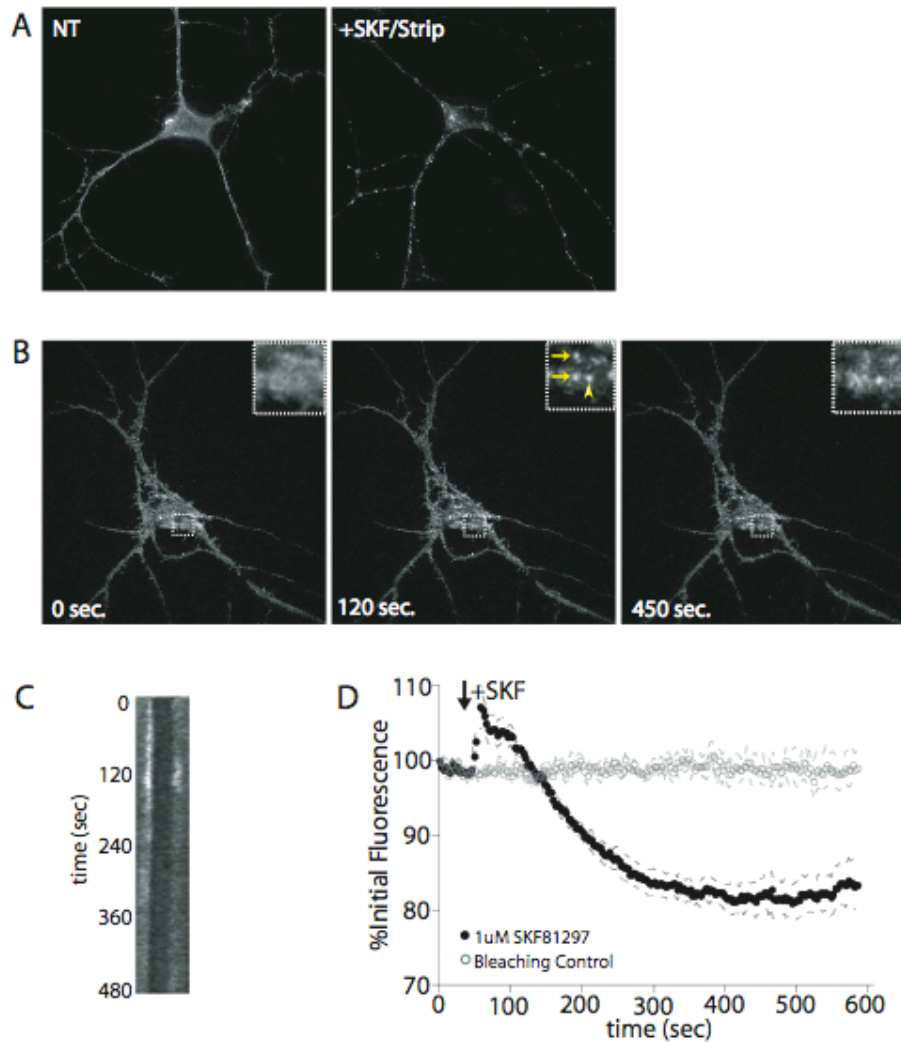 A
NT
+SKF/Strip
B
0 sec.
120 sec.
450 sec.
C
time (sec)
0
120
240
360
480
D
+SKF
%Initial Fluorescence
110
100
90
80
70
1uM SKF81297
Bleaching Control
0
100
200
300
400
500
600
time (sec)